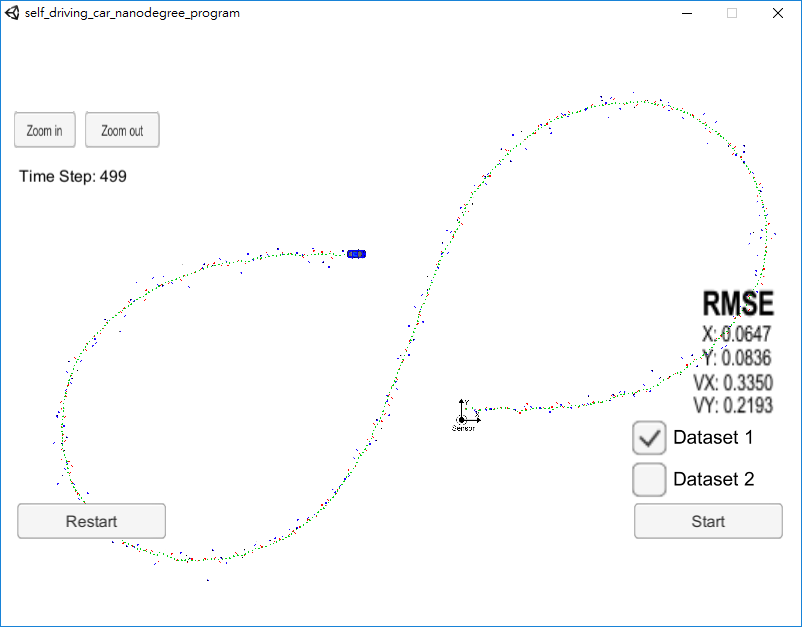 self_driving_car_nanodegree_program
Zoom in
Zoom out
Time Step: 499
RMSE
X: 0.0647
Y: 0.0836
VX: 0.3350
VY: 0.2193
Y
X
Sensor
Dataset 1
Dataset 2
Restart
Start